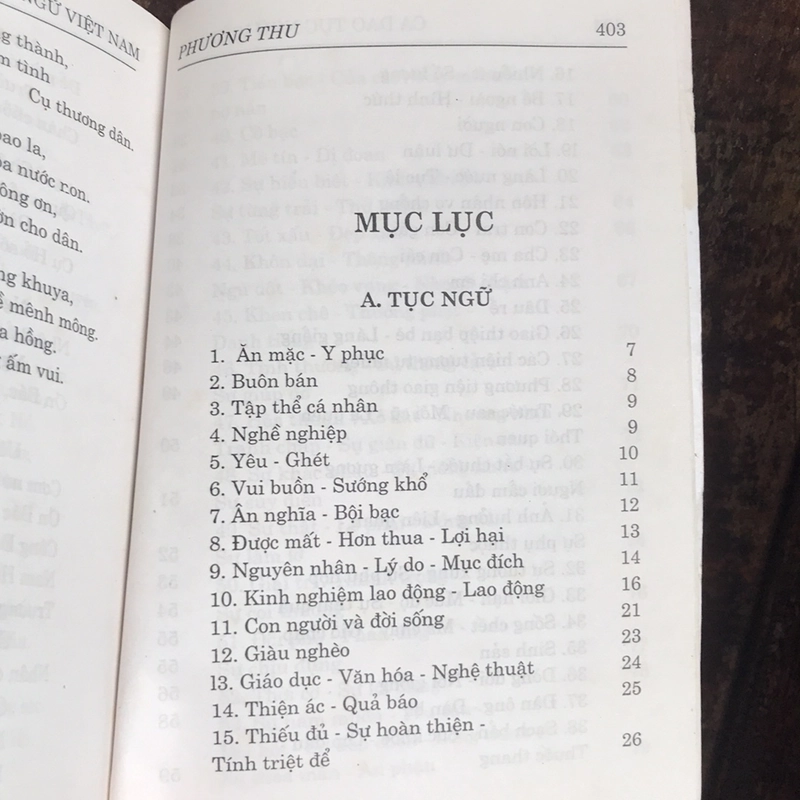 NGỮ VIỆT NAM
thành,
tình
Cụ thương dân.
bao la,
nước non.
ơn,
cho dân.
khuya,
mênh mông.
hồng.
ấm vui.
PHƯƠNG THU 403
MỤC LỤC
A. TỤC NGỮ
1. Ăn mặc - Y phục 7
2. Buôn bán 8
3. Tập thể cá nhân 9
4. Nghề nghiệp 9
5. Yêu - Ghét 10
6. Vui buồn - Sướng khổ 11
7. Ân nghĩa - Bội bạc 12
8. Được mất - Hơn thua - Lợi hại 13
9. Nguyên nhân - Lý do - Mục đích 14
10. Kinh nghiệm lao động - Lao động 16
11. Con người và đời sống 21
12. Giàu nghèo 23
13. Giáo dục - Văn hóa - Nghệ thuật 24
14. Thiện ác - Quả báo 25
15. Thiếu đủ - Sự hoàn thiện -
Tính triệt để 26